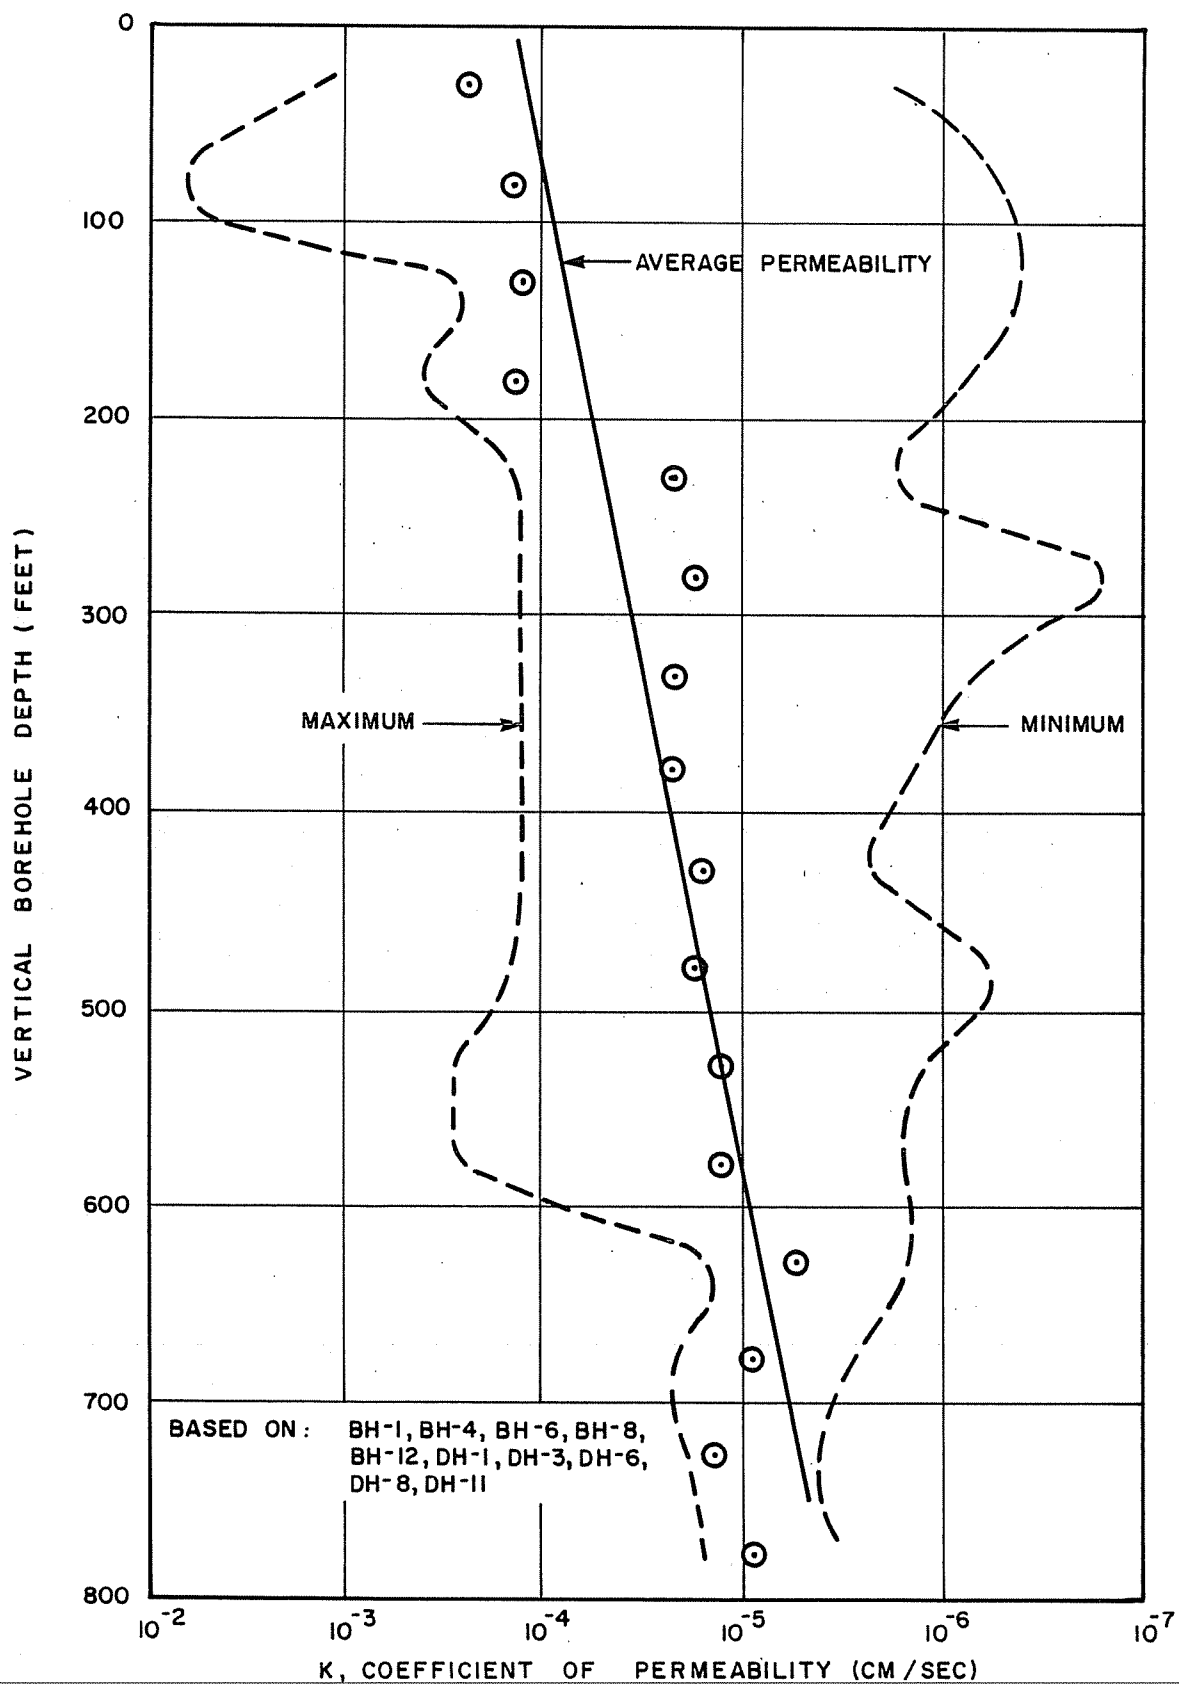 0
100
AVERAGE PERMEABILITY
200
300
MAXIMUM
MINIMUM
400
500
600
700
BASED ON: BH-1, BH-4, BH-6, BH-8,
BH-12, DH-1, DH-3, DH-6,
DH-8, DH-11
800
10-2 10-3 10-4 10-5 10-6 10-7
K, COEFFICIENT OF PERMEABILITY (CM/SEC)
VERTICAL BOREHOLE DEPTH (FEET)